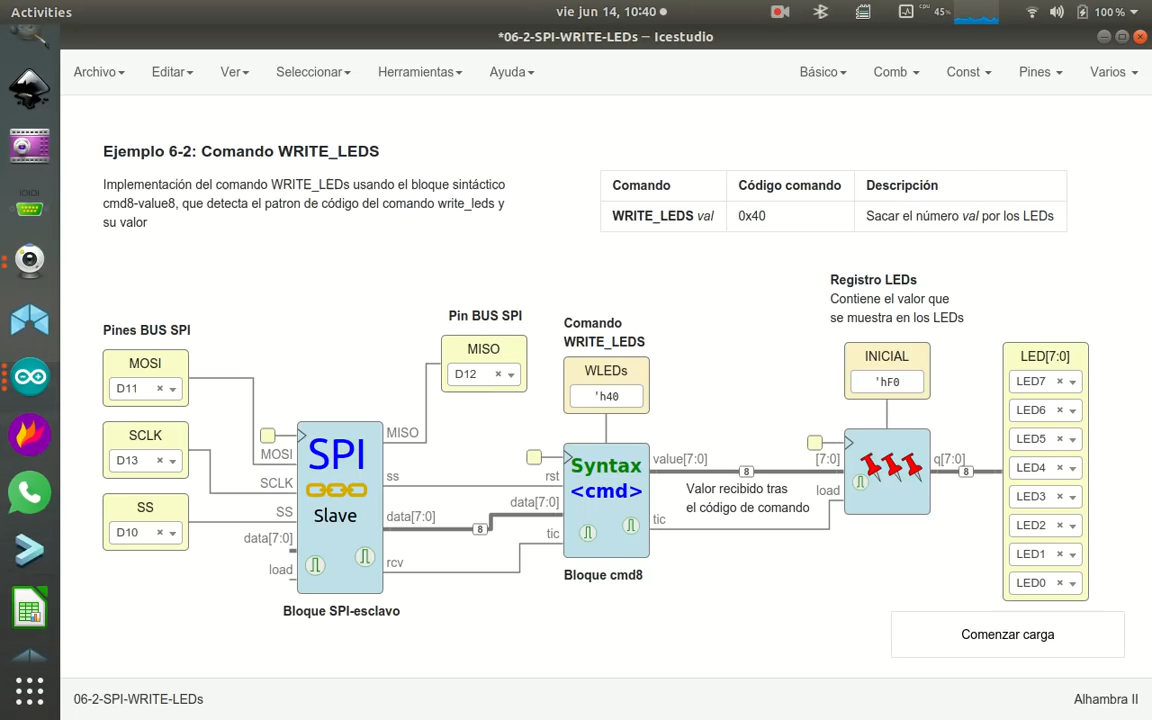 Activities
vie jun 14, 10:40
cpu 45%
100 %
*06-2-SPI-WRITE-LEDs — Icestudio
Archivo Editar Ver Seleccionar Herramientas Ayuda
Básico Comb Const Pines Varios
Ejemplo 6-2: Comando WRITE_LEDS
Implementación del comando WRITE_LEDs usando el bloque sintáctico
cmd8-value8, que detecta el patron de código del comando write_leds y
su valor
Comando Código comando Descripción
WRITE_LEDS val 0x40 Sacar el número val por los LEDs
Registro LEDs
Contiene el valor que
se muestra en los LEDs
Pines BUS SPI
MOSI
D11
SCLK
D13
SS
D10
Pin BUS SPI
MISO
D12
MOSI
SCLK
SS
data[7:0]
load
SPI
Slave
MISO
ss
data[7:0]
8
rcv
Bloque SPI-esclavo
Comando
WRITE_LEDS
WLEDs
'h40
rst
data[7:0]
tic
Syntax
<cmd>
value[7:0]
8
tic
Valor recibido tras
el código de comando
Bloque cmd8
INICIAL
'hF0
[7:0]
load
q[7:0]
8
LED[7:0]
LED7
LED6
LED5
LED4
LED3
LED2
LED1
LED0
Comenzar carga
06-2-SPI-WRITE-LEDs
Alhambra II